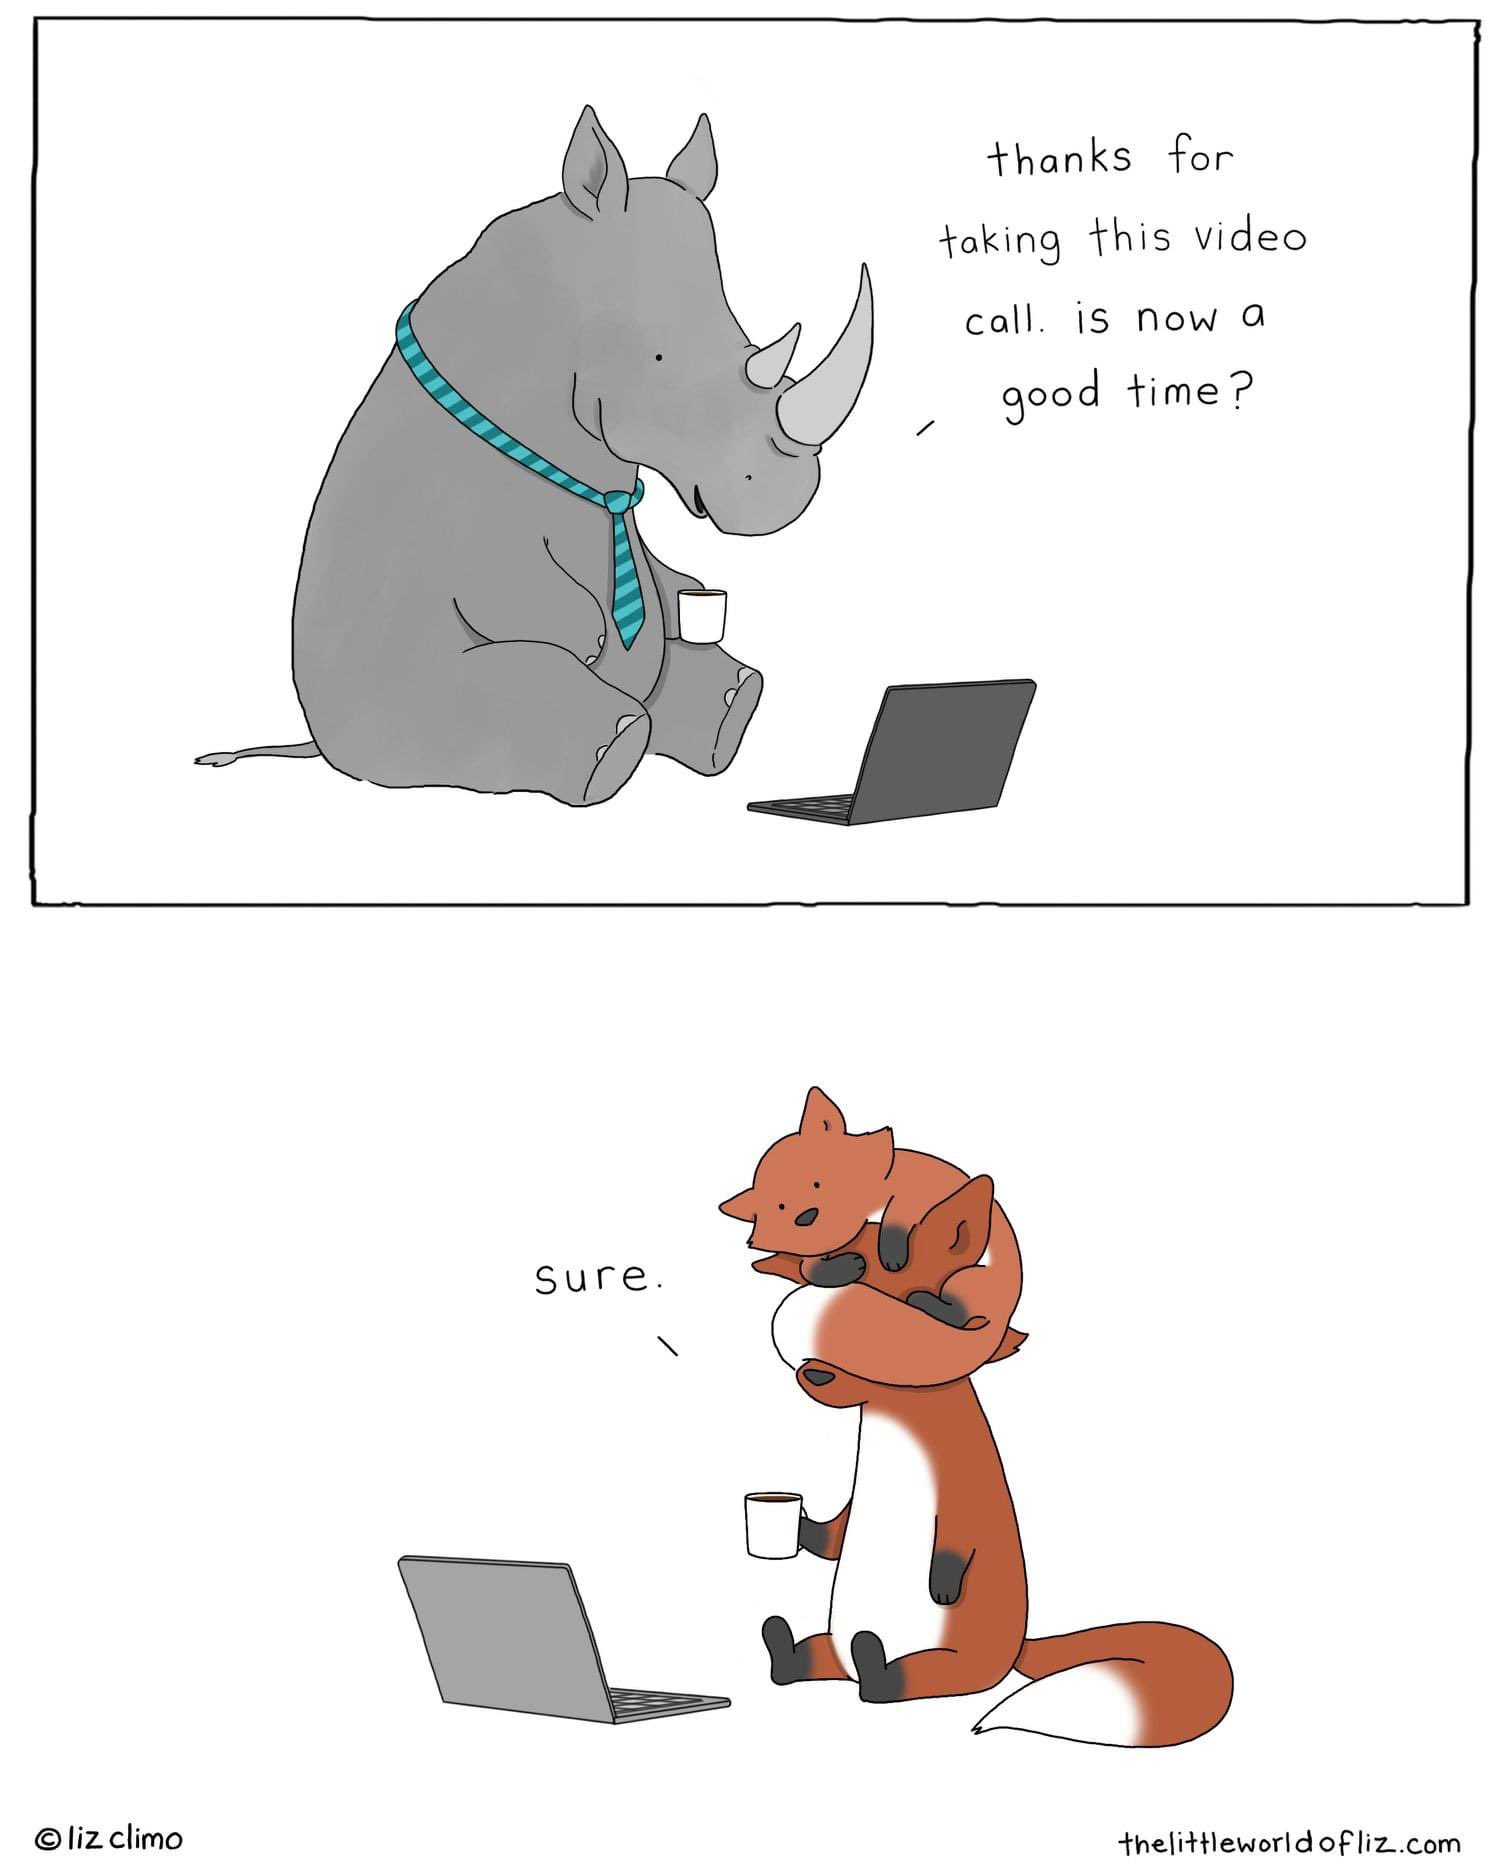 thanks for
taking this video
call. is now a
good time?
sure.
© liz climo
thelittleworldofliz.com